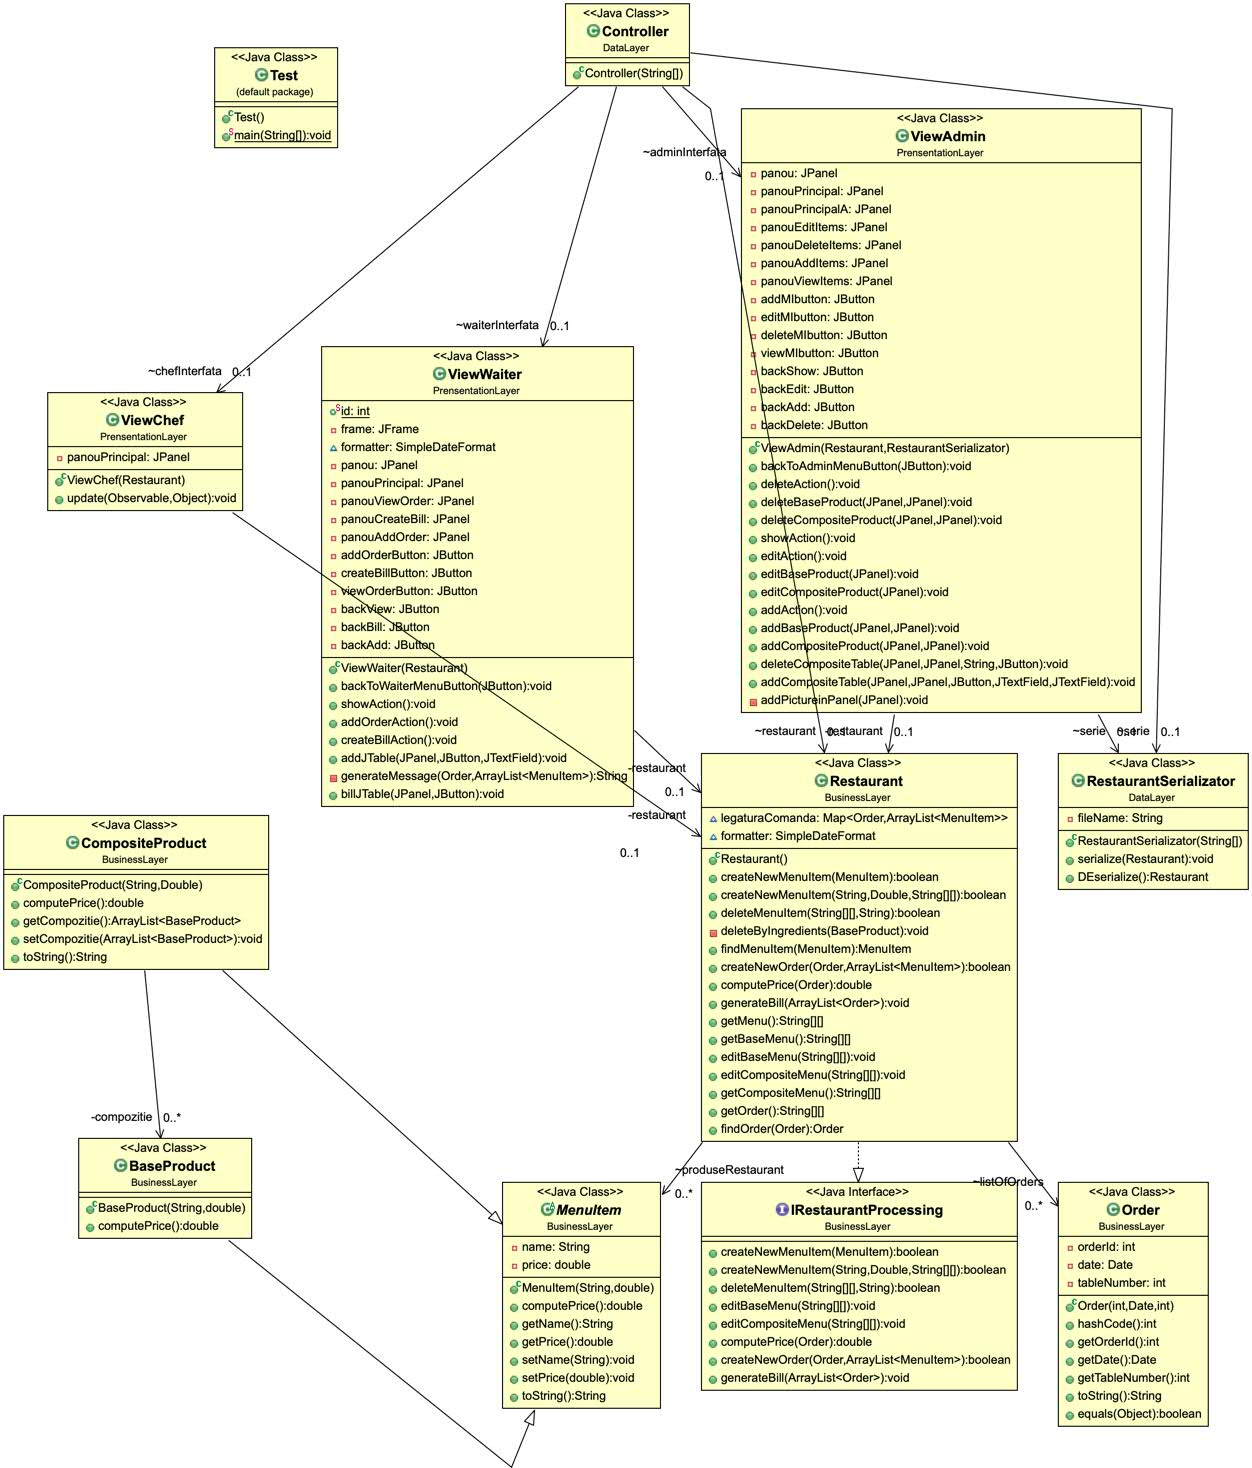 <<Java Class>>
Controller
DataLayer
Controller(String[])
<<Java Class>>
Test
(default package)
Test()
main(String[]):void
~adminInterfata
0..1
<<Java Class>>
ViewAdmin
PrensentationLayer
panou: JPanel
panouPrincipal: JPanel
panouPrincipalA: JPanel
panouEditItems: JPanel
panouDeleteItems: JPanel
panouAddItems: JPanel
panouViewItems: JPanel
addMIbutton: JButton
editMIbutton: JButton
deleteMIbutton: JButton
viewMIbutton: JButton
backShow: JButton
backEdit: JButton
backAdd: JButton
backDelete: JButton
ViewAdmin(Restaurant,RestaurantSerializator)
backToAdminMenuButton(JButton):void
deleteAction():void
deleteBaseProduct(JPanel,JPanel):void
deleteCompositeProduct(JPanel,JPanel):void
showAction():void
editAction():void
editBaseProduct(JPanel):void
editCompositeProduct(JPanel):void
addAction():void
addBaseProduct(JPanel,JPanel):void
addCompositeProduct(JPanel,JPanel):void
deleteCompositeTable(JPanel,JPanel,String,JButton):void
addCompositeTable(JPanel,JPanel,JButton,JTextField,JTextField):void
addPictureinPanel(JPanel):void
~waiterInterfata 0..1
<<Java Class>>
ViewWaiter
PrensentationLayer
id: int
frame: JFrame
formatter: SimpleDateFormat
panou: JPanel
panouPrincipal: JPanel
panouViewOrder: JPanel
panouCreateBill: JPanel
panouAddOrder: JPanel
addOrderButton: JButton
createBillButton: JButton
viewOrderButton: JButton
backView: JButton
backBill: JButton
backAdd: JButton
ViewWaiter(Restaurant)
backToWaiterMenuButton(JButton):void
showAction():void
addOrderAction():void
createBillAction():void
addJTable(JPanel,JButton,JTextField):void
generateMessage(Order,ArrayList<MenuItem>):String
billJTable(JPanel,JButton):void
~chefInterfata 0..1
<<Java Class>>
ViewChef
PrensentationLayer
panouPrincipal: JPanel
ViewChef(Restaurant)
update(Observable,Object):void
~restaurant
restaurant 0..1
~serie
serie 0..1
-restaurant
0..1
-restaurant
0..1
<<Java Class>>
Restaurant
BusinessLayer
legaturaComanda: Map<Order,ArrayList<MenuItem>>
formatter: SimpleDateFormat
Restaurant()
createNewMenuItem(MenuItem):boolean
createNewMenuItem(String,Double,String[][]):boolean
deleteMenuItem(String[][],String):boolean
deleteByIngredients(BaseProduct):void
findMenuItem(MenuItem):MenuItem
createNewOrder(Order,ArrayList<MenuItem>):boolean
computePrice(Order):double
generateBill(ArrayList<Order>):void
getMenu():String[][]
getBaseMenu():String[][]
editBaseMenu(String[][]):void
editCompositeMenu(String[][]):void
getCompositeMenu():String[][]
getOrder():String[][]
findOrder(Order):Order
<<Java Class>>
RestaurantSerializator
DataLayer
fileName: String
RestaurantSerializator(String[])
serialize(Restaurant):void
DEserialize():Restaurant
<<Java Class>>
CompositeProduct
BusinessLayer
CompositeProduct(String,Double)
computePrice():double
getCompozitie():ArrayList<BaseProduct>
setCompozitie(ArrayList<BaseProduct>):void
toString():String
-compozitie 0..*
<<Java Class>>
BaseProduct
BusinessLayer
BaseProduct(String,double)
computePrice():double
~produseRestaurant
0..*
<<Java Class>>
MenuItem
BusinessLayer
name: String
price: double
MenuItem(String,double)
computePrice():double
getName():String
getPrice():double
setName(String):void
setPrice(double):void
toString():String
<<Java Interface>>
IRestaurantProcessing
BusinessLayer
createNewMenuItem(MenuItem):boolean
createNewMenuItem(String,Double,String[][]):boolean
deleteMenuItem(String[][],String):boolean
editBaseMenu(String[][]):void
editCompositeMenu(String[][]):void
computePrice(Order):double
createNewOrder(Order,ArrayList<MenuItem>):boolean
generateBill(ArrayList<Order>):void
~listOfOrders
0..*
<<Java Class>>
Order
BusinessLayer
orderId: int
date: Date
tableNumber: int
Order(int,Date,int)
hashCode():int
getOrderId():int
getDate():Date
getTableNumber():int
toString():String
equals(Object):boolean